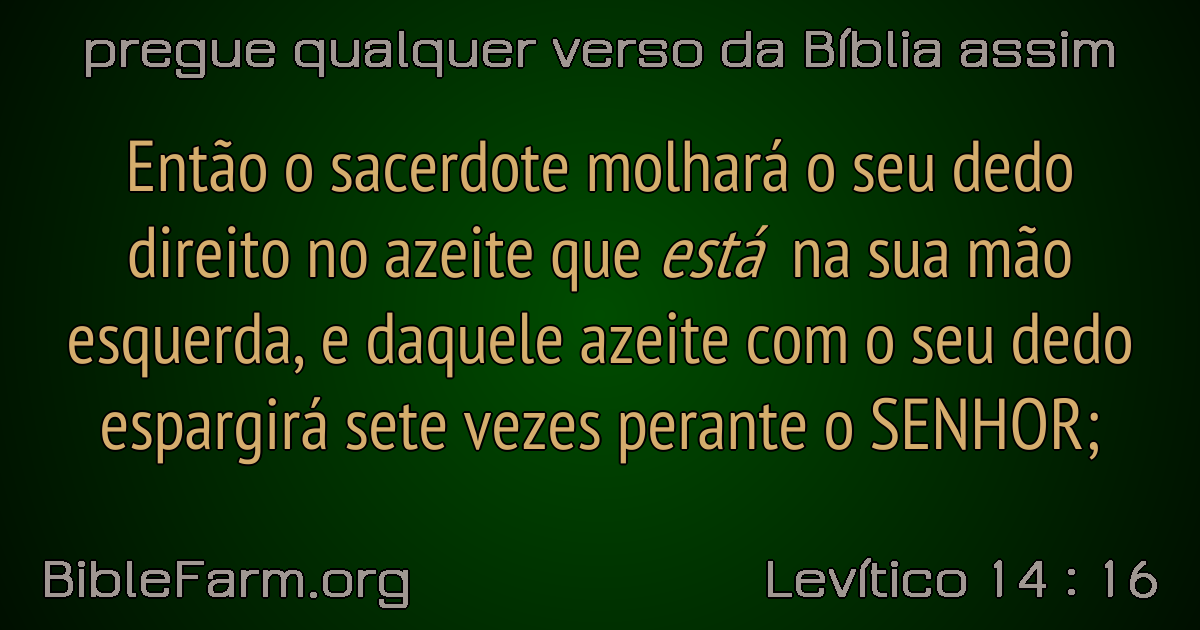 pregue qualquer verso da Bíblia assim
Então o sacerdote molhará o seu dedo
direito no azeite que está na sua mão
esquerda, e daquele azeite com o seu dedo
espargirá sete vezes perante o SENHOR;
BibleFarm.org
Levítico 14 : 16